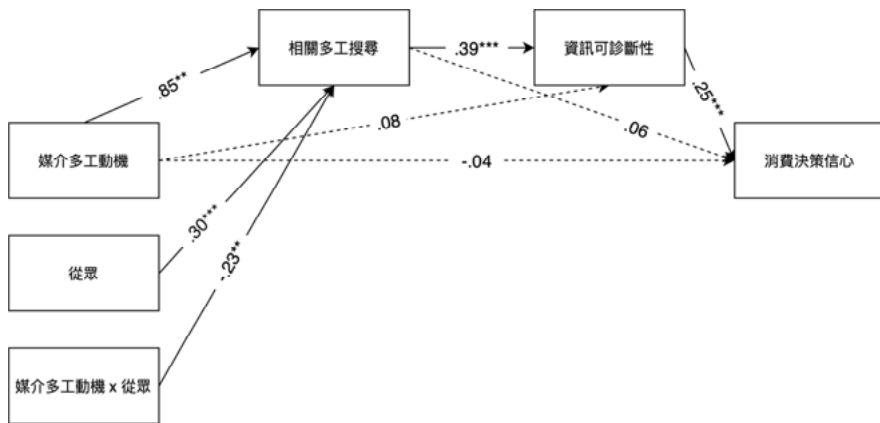 相關多工搜尋
.39***
資訊可診斷性
.85**
.25***
.08
.06
媒介多工動機
-.04
消費決策信心
.30***
從眾
-.23**
媒介多工動機 x 從眾